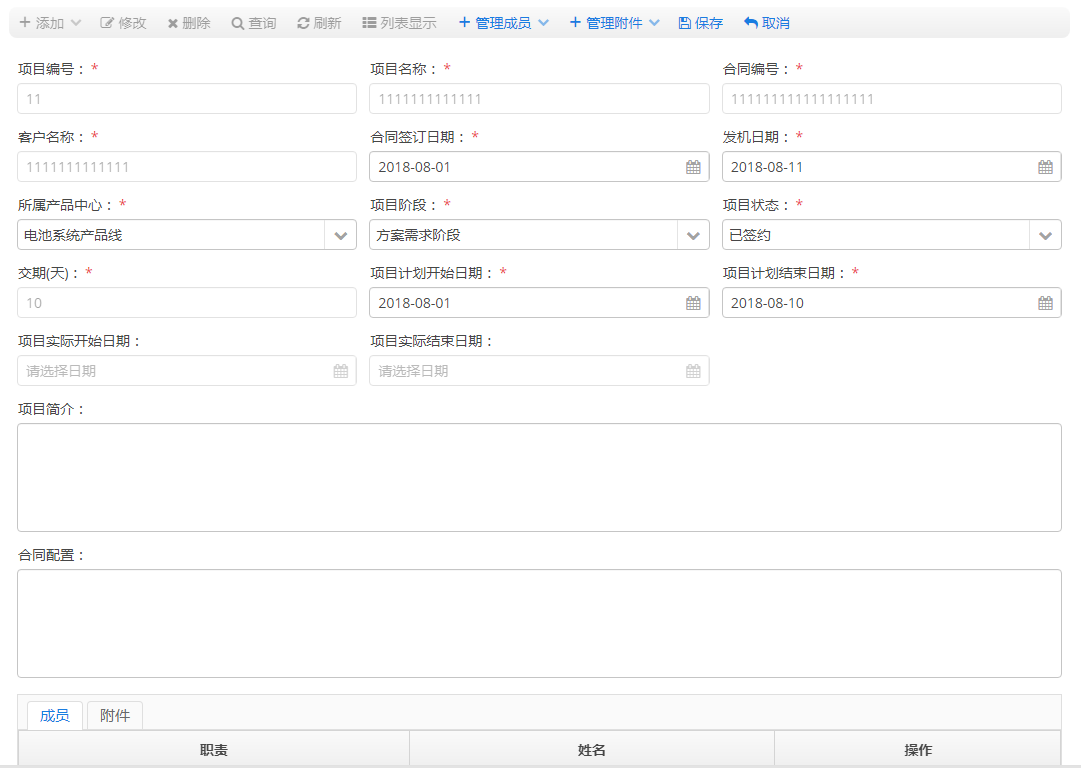 添加 修改 删除 查询 刷新 列表显示 管理成员 管理附件 保存 取消
项目编号： * 项目名称： * 合同编号： *
11 1111111111111 111111111111111111
客户名称： * 合同签订日期： * 发机日期： *
1111111111111 2018-08-01 2018-08-11
所属产品中心： * 项目阶段： * 项目状态： *
电池系统产品线 方案需求阶段 已签约
交期(天)： * 项目计划开始日期： * 项目计划结束日期： *
10 2018-08-01 2018-08-10
项目实际开始日期： 项目实际结束日期：
请选择日期 请选择日期
项目简介：
合同配置：
成员 附件
职责 姓名 操作